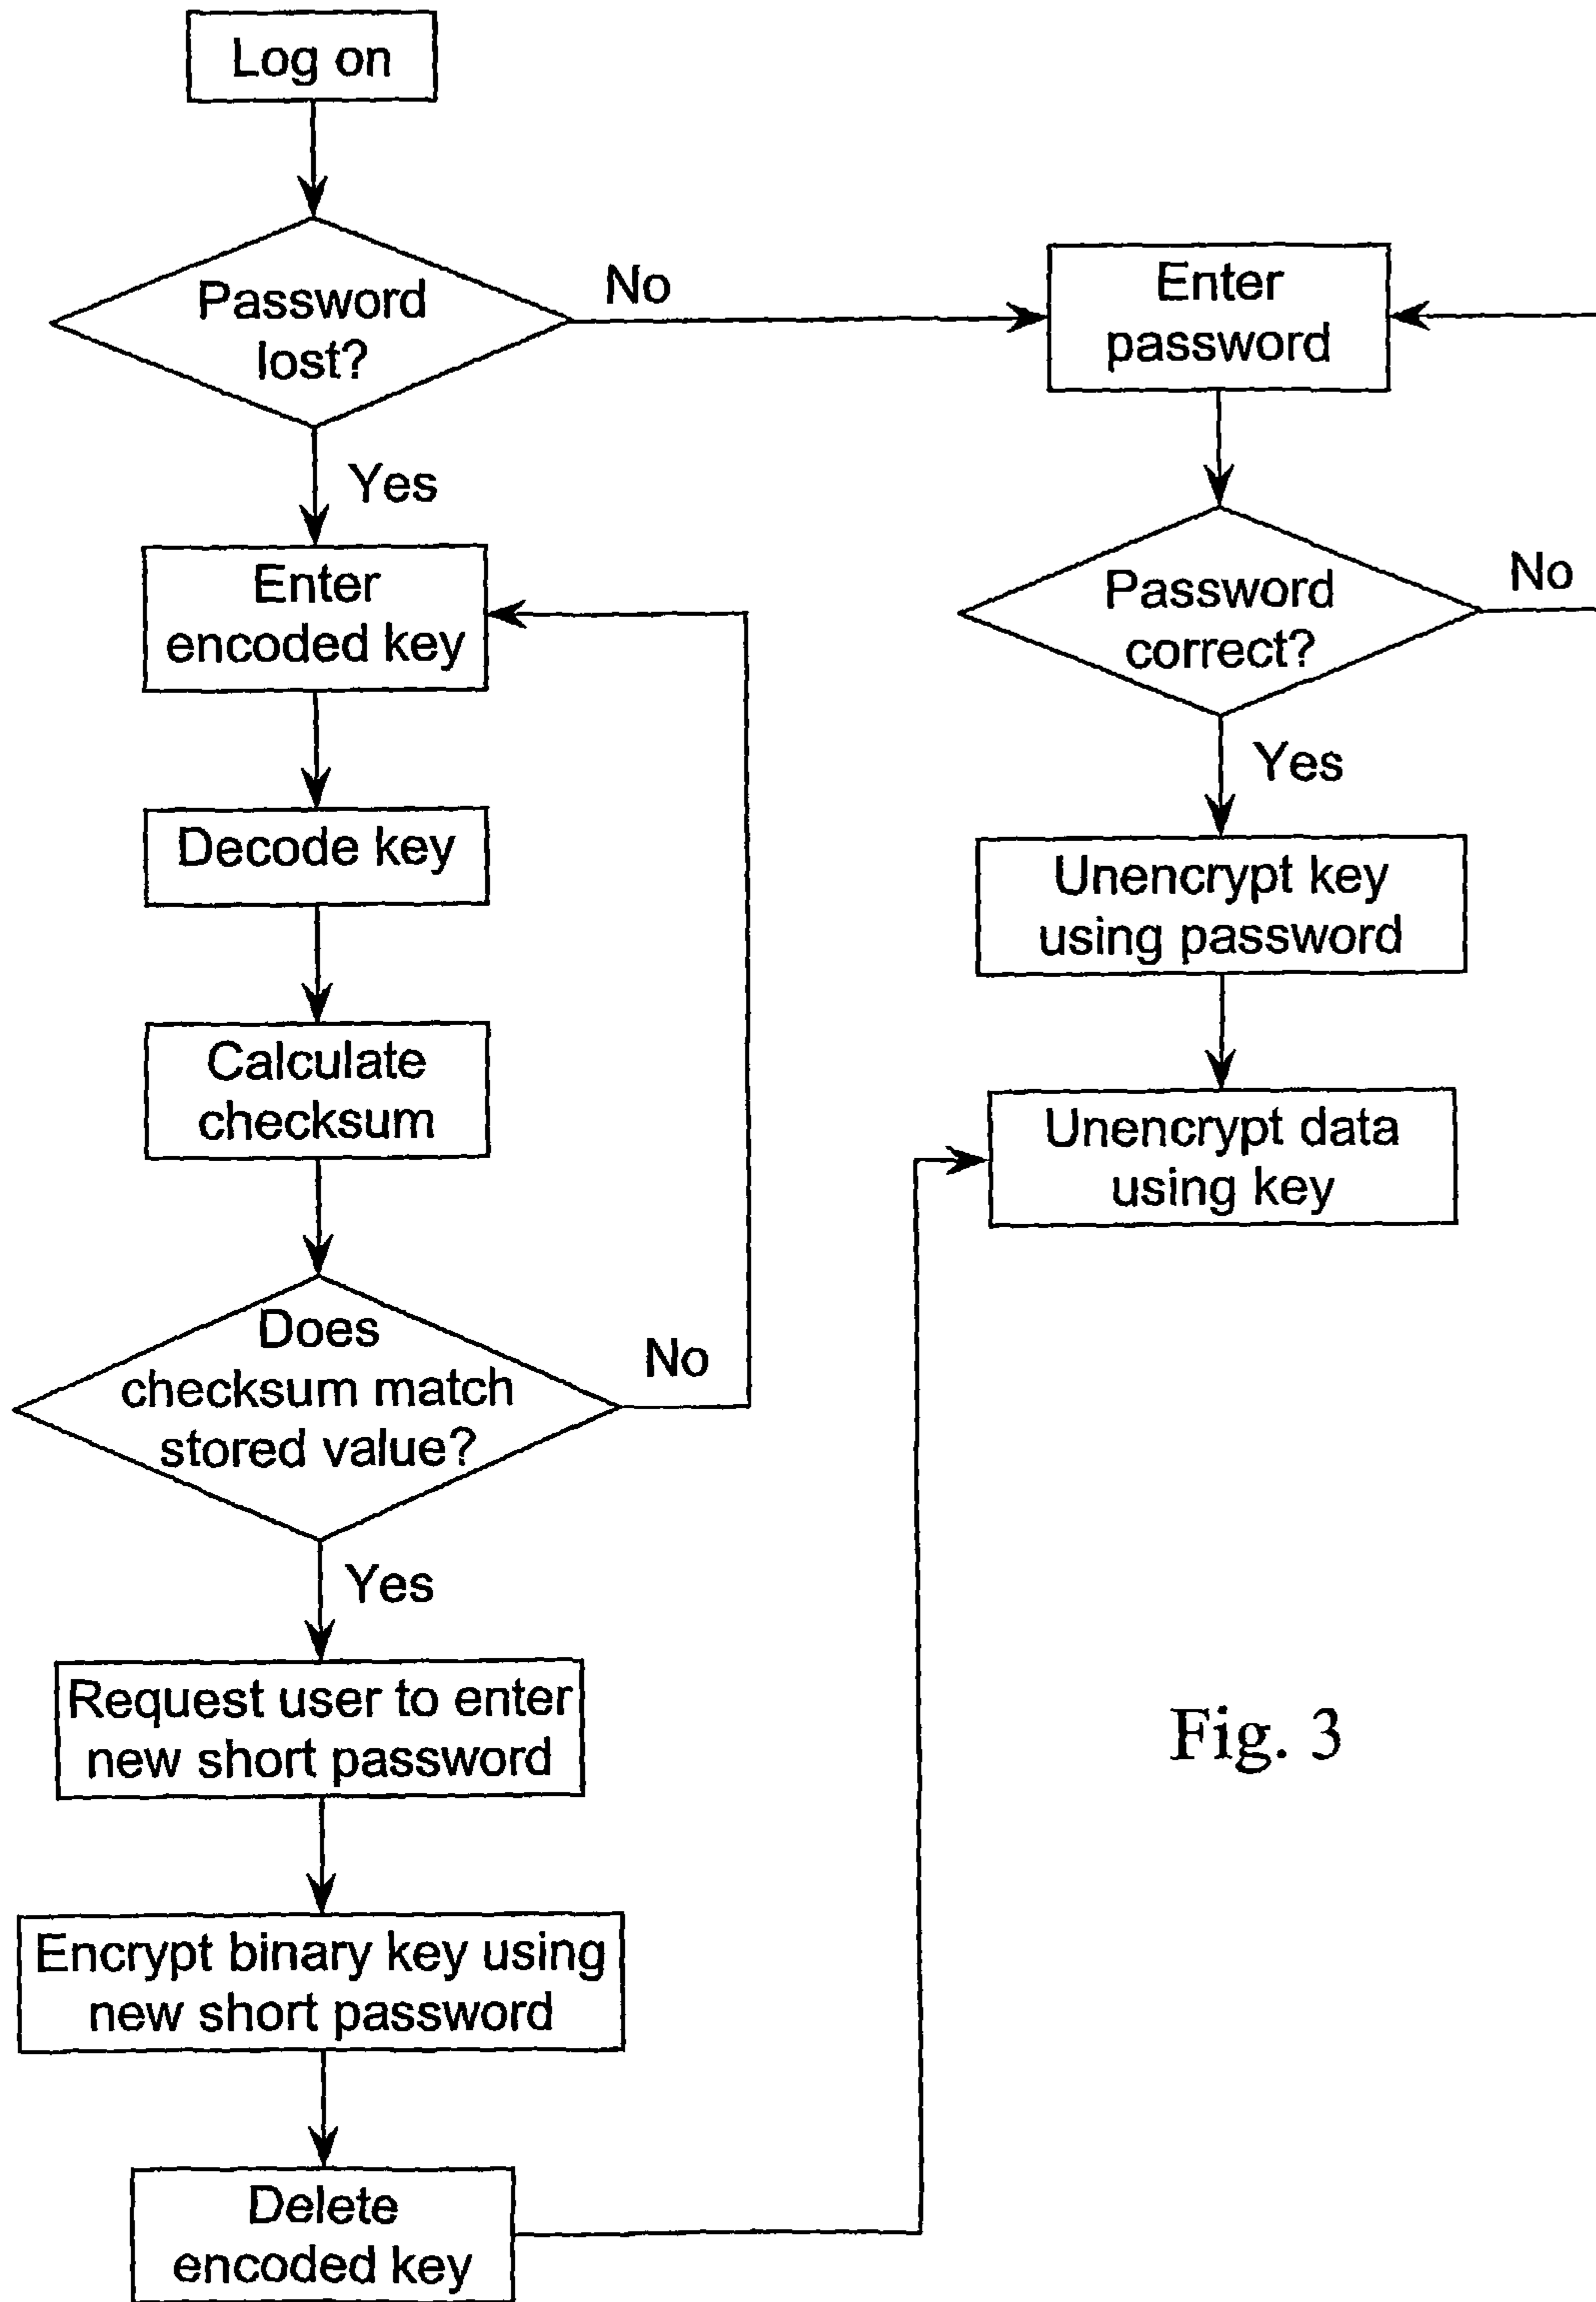 Log on
Password
lost?
No
Yes
Enter
encoded key
Decode key
Calculate
checksum
Does
checksum match
stored value?
No
Yes
Request user to enter
new short password
Encrypt binary key using
new short password
Delete
encoded key
Enter
password
Password
correct?
No
Yes
Unencrypt key
using password
Unencrypt data
using key
Fig. 3